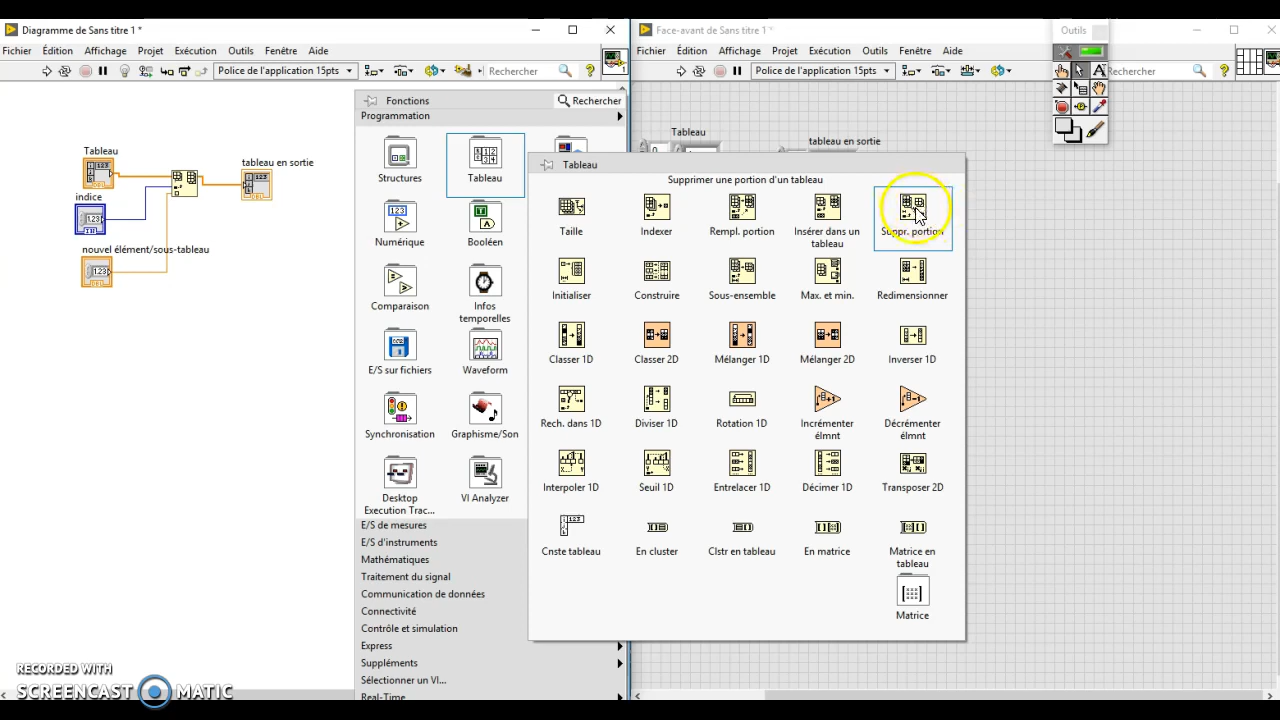 Diagramme de Sans titre 1 *
Fichier Édition Affichage Projet Exécution Outils Fenêtre Aide
Police de l'application 15pts
Rechercher
Face-avant de Sans titre 1 *
Fichier Édition Affichage Projet Exécution Outils Fenêtre Aide
Police de l'application 15pts
Rechercher
Outils
Tableau
indice
nouvel élément/sous-tableau
tableau en sortie
Tableau
tableau en sortie
Fonctions
Rechercher
Programmation
Structures
Tableau
Numérique
Booléen
Comparaison
Infos
temporelles
E/S sur fichiers
Waveform
Synchronisation
Graphisme/Son
Desktop
Execution Trac...
VI Analyzer
E/S de mesures
E/S d'instruments
Mathématiques
Traitement du signal
Communication de données
Connectivité
Contrôle et simulation
Express
Suppléments
Sélectionner un VI...
Real-Time
Tableau
Supprimer une portion d'un tableau
Taille
Indexer
Rempl. portion
Insérer dans un
tableau
Suppr. portion
Initialiser
Construire
Sous-ensemble
Max. et min.
Redimensionner
Classer 1D
Classer 2D
Mélanger 1D
Mélanger 2D
Inverser 1D
Rech. dans 1D
Diviser 1D
Rotation 1D
Incrémenter
élmnt
Décrémenter
élmnt
Interpoler 1D
Seuil 1D
Entrelacer 1D
Décimer 1D
Transposer 2D
Cnste tableau
En cluster
Clstr en tableau
En matrice
Matrice en
tableau
Matrice
RECORDED WITH
SCREENCAST MATIC